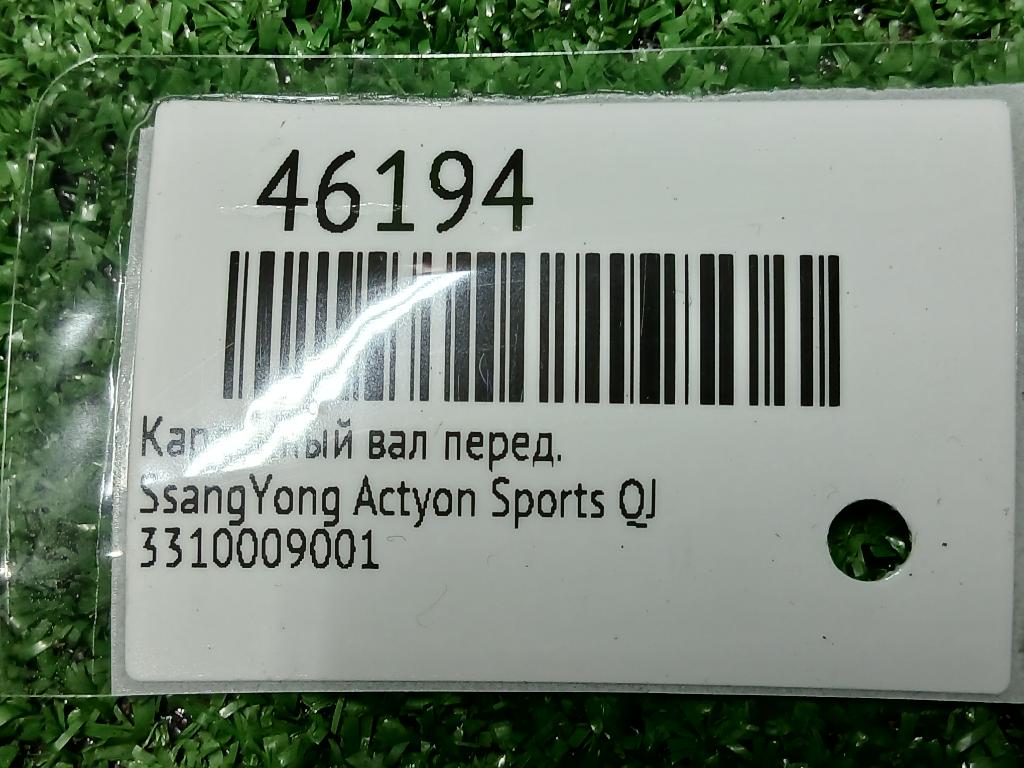 46194
вал перед.
SsangYong Actyon Sports QJ
3310009001